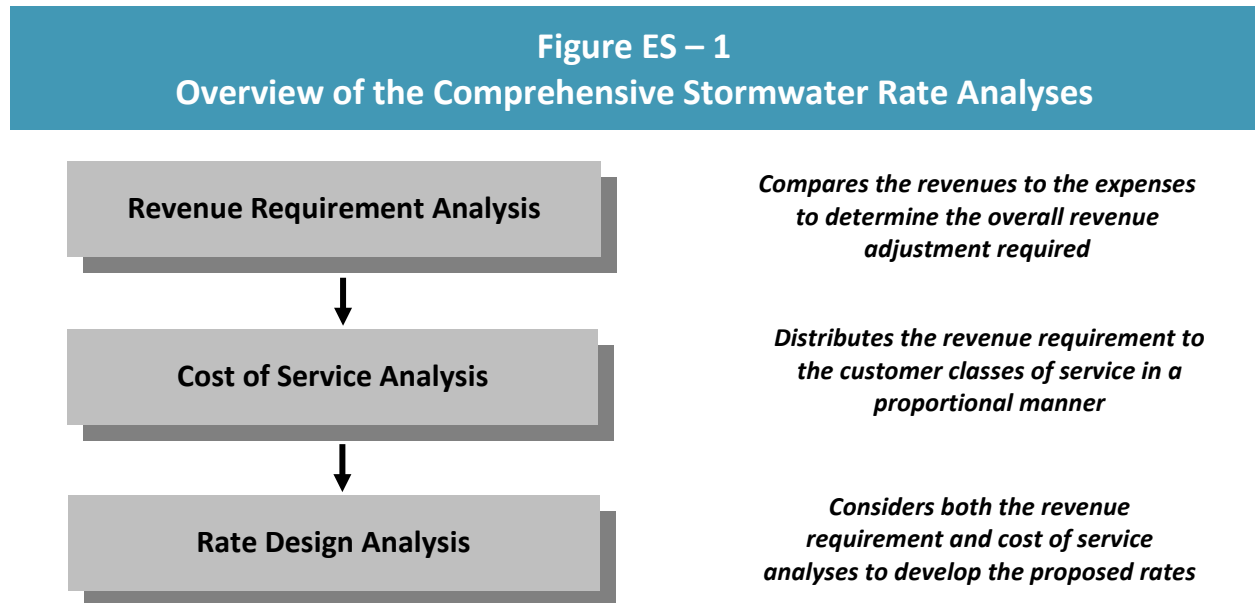 Figure ES – 1
Overview of the Comprehensive Stormwater Rate Analyses
Revenue Requirement Analysis
Compares the revenues to the expenses
to determine the overall revenue
adjustment required
Cost of Service Analysis
Distributes the revenue requirement to
the customer classes of service in a
proportional manner
Rate Design Analysis
Considers both the revenue
requirement and cost of service
analyses to develop the proposed rates